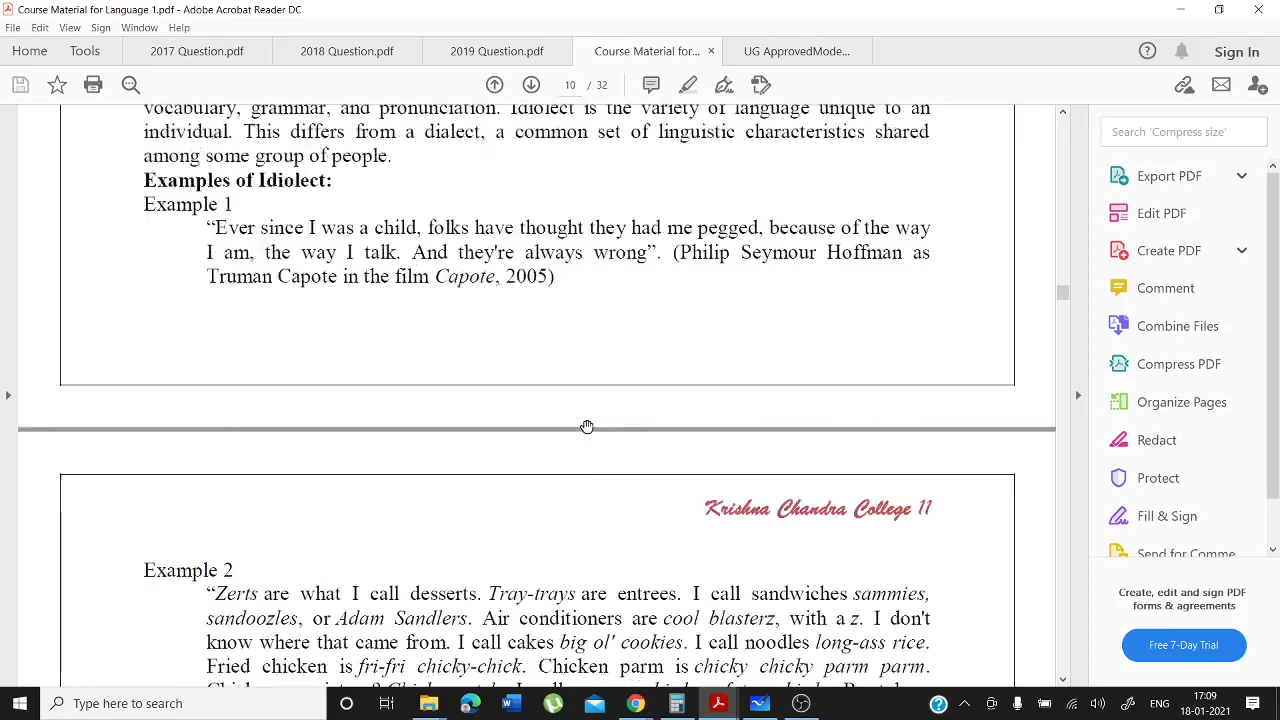 Course Material for Language 1.pdf - Adobe Acrobat Reader DC
File Edit View Sign Window Help
Home Tools 2017 Question.pdf 2018 Question.pdf 2019 Question.pdf Course Material for... × UG ApprovedMode... Sign In
10 / 32
vocabulary, grammar, and pronunciation. Idiolect is the variety of language unique to an
individual. This differs from a dialect, a common set of linguistic characteristics shared
among some group of people.
Examples of Idiolect:
Example 1
“Ever since I was a child, folks have thought they had me pegged, because of the way
I am, the way I talk. And they're always wrong”. (Philip Seymour Hoffman as
Truman Capote in the film Capote, 2005)
Krishna Chandra College 11
Example 2
“Zerts are what I call desserts. Tray-trays are entrees. I call sandwiches sammies,
sandoozles, or Adam Sandlers. Air conditioners are cool blasterz, with a z. I don't
know where that came from. I call cakes big ol' cookies. I call noodles long-ass rice.
Fried chicken is fri-fri chicky-chick. Chicken parm is chicky chicky parm parm.
Search 'Compress size'
Export PDF
Edit PDF
Create PDF
Comment
Combine Files
Compress PDF
Organize Pages
Redact
Protect
Fill & Sign
Send for Comme
Create, edit and sign PDF
forms & agreements
Free 7-Day Trial
Type here to search
ENG
17:09
18-01-2021